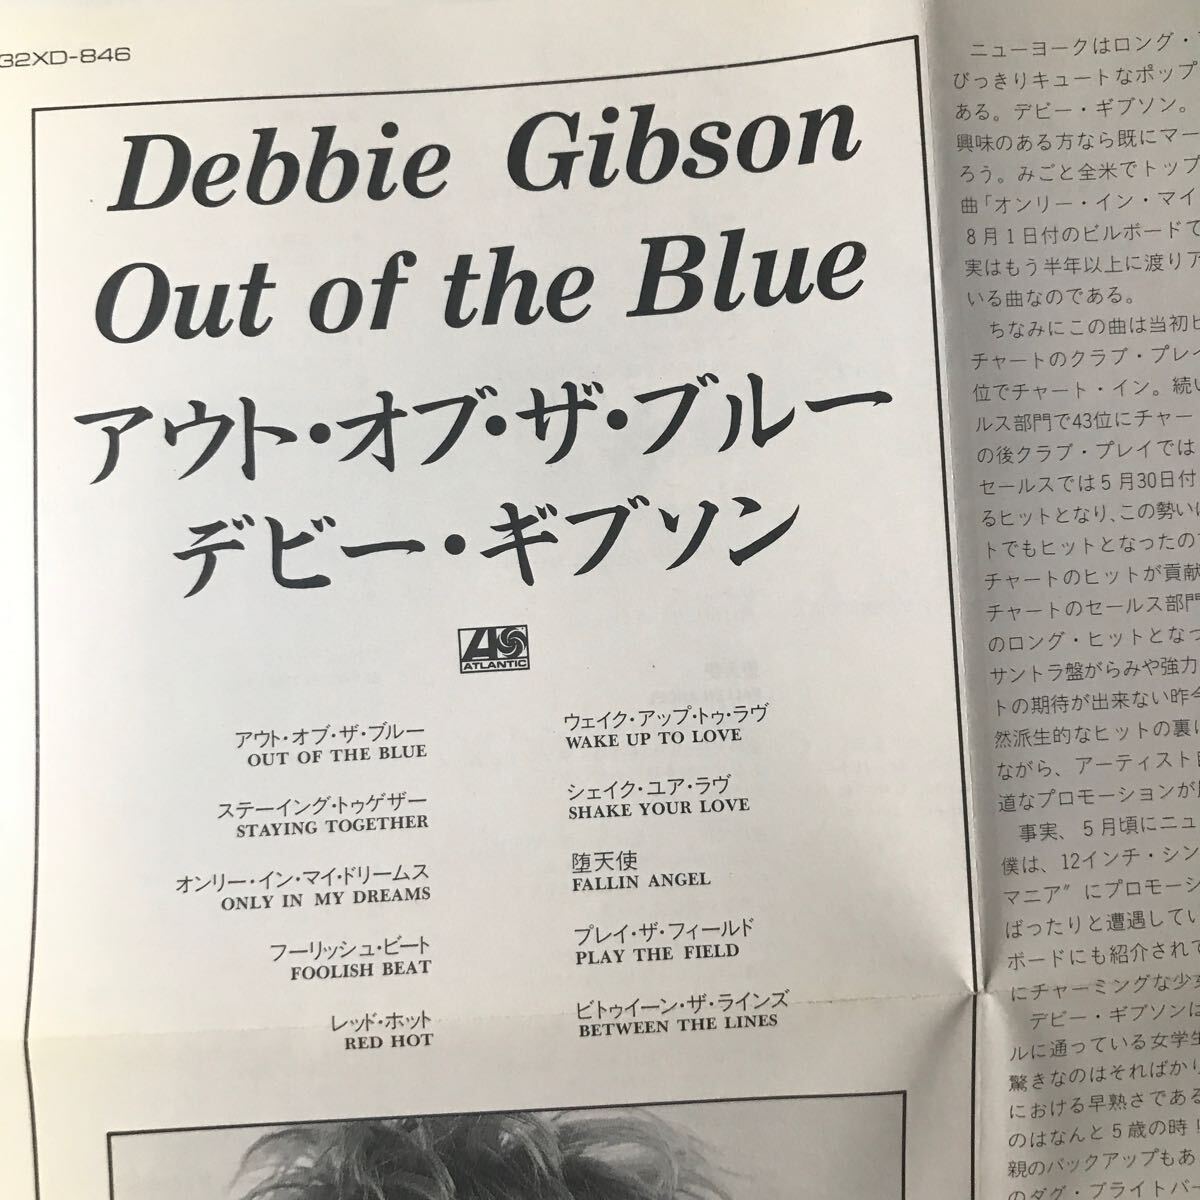 32XD-846
Debbie Gibson
Out of the Blue
アウト・オブ・ザ・ブルー
デビー・ギブソン
ATLANTIC
アウト・オブ・ザ・ブルー
OUT OF THE BLUE
ステーイング・トゥゲザー
STAYING TOGETHER
オンリー・イン・マイ・ドリームス
ONLY IN MY DREAMS
フーリッシュ・ビート
FOOLISH BEAT
レッド・ホット
RED HOT
ウェイク・アップ・トゥ・ラヴ
WAKE UP TO LOVE
シェイク・ユア・ラヴ
SHAKE YOUR LOVE
堕天使
FALLIN ANGEL
プレイ・ザ・フィールド
PLAY THE FIELD
ビトゥイーン・ザ・ラインズ
BETWEEN THE LINES
ニューヨークはロング・
びっきりキュートなポップ
ある。デビー・ギブソン。
興味のある方なら既にマー
ろう。みごと全米でトップ
曲「オンリー・イン・マイ
8月1日付のビルボードで
実はもう半年以上に渡りア
いる曲なのである。
ちなみにこの曲は当初ビ
チャートのクラブ・プレイ
位でチャート・イン。続い
ルス部門で43位にチャー
の後クラブ・プレイでは
セールスでは5月30日付
るヒットとなり、この勢いに
トでもヒットとなったので
チャートのヒットが貢献
チャートのセールス部門
のロング・ヒットとなっ
サントラ盤がらみや強力
トの期待が出来ない昨今
然派生的なヒットの裏に
ながら、アーティスト自
道なプロモーションが
事実、5月頃にニュ
僕は、12インチ・シン
マニア〞にプロモーシ
ばったりと遭遇してい
ボードにも紹介されて
にチャーミングな少女
デビー・ギブソンは
ルに通っている女学生
驚きなのはそればかり
における早熟さである
のはなんと5歳の時!
親のバックアップもあ
のダグ・ブライトバー